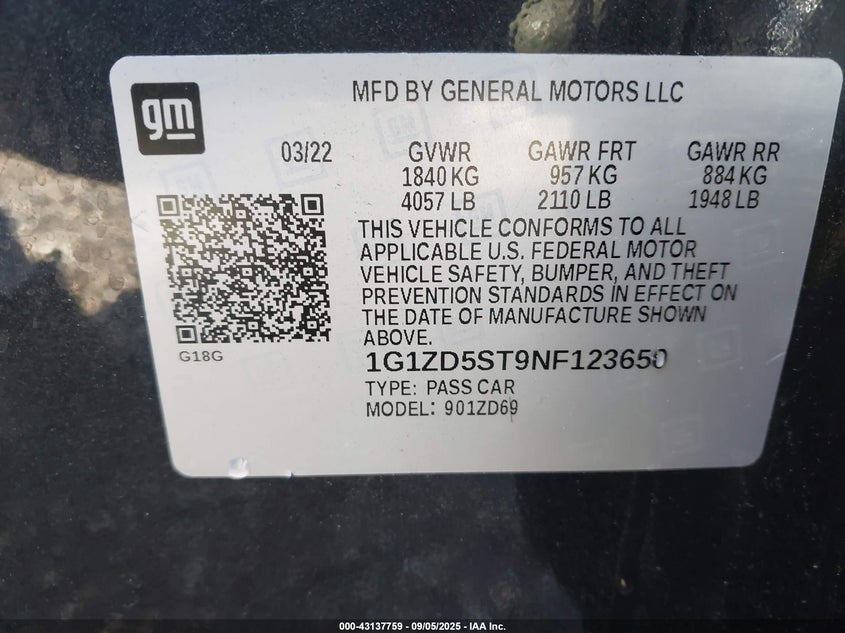 gm
MFD BY GENERAL MOTORS LLC
03/22 GVWR GAWR FRT GAWR RR
1840 KG 957 KG 884 KG
4057 LB 2110 LB 1948 LB
THIS VEHICLE CONFORMS TO ALL
APPLICABLE U.S. FEDERAL MOTOR
VEHICLE SAFETY, BUMPER, AND THEFT
PREVENTION STANDARDS IN EFFECT ON
THE DATE OF MANUFACTURE SHOWN
ABOVE.
G18G
1G1ZD5ST9NF123650
TYPE: PASS CAR
MODEL: 901ZD69
000-43137759 - 09/05/2025 - IAA Inc.